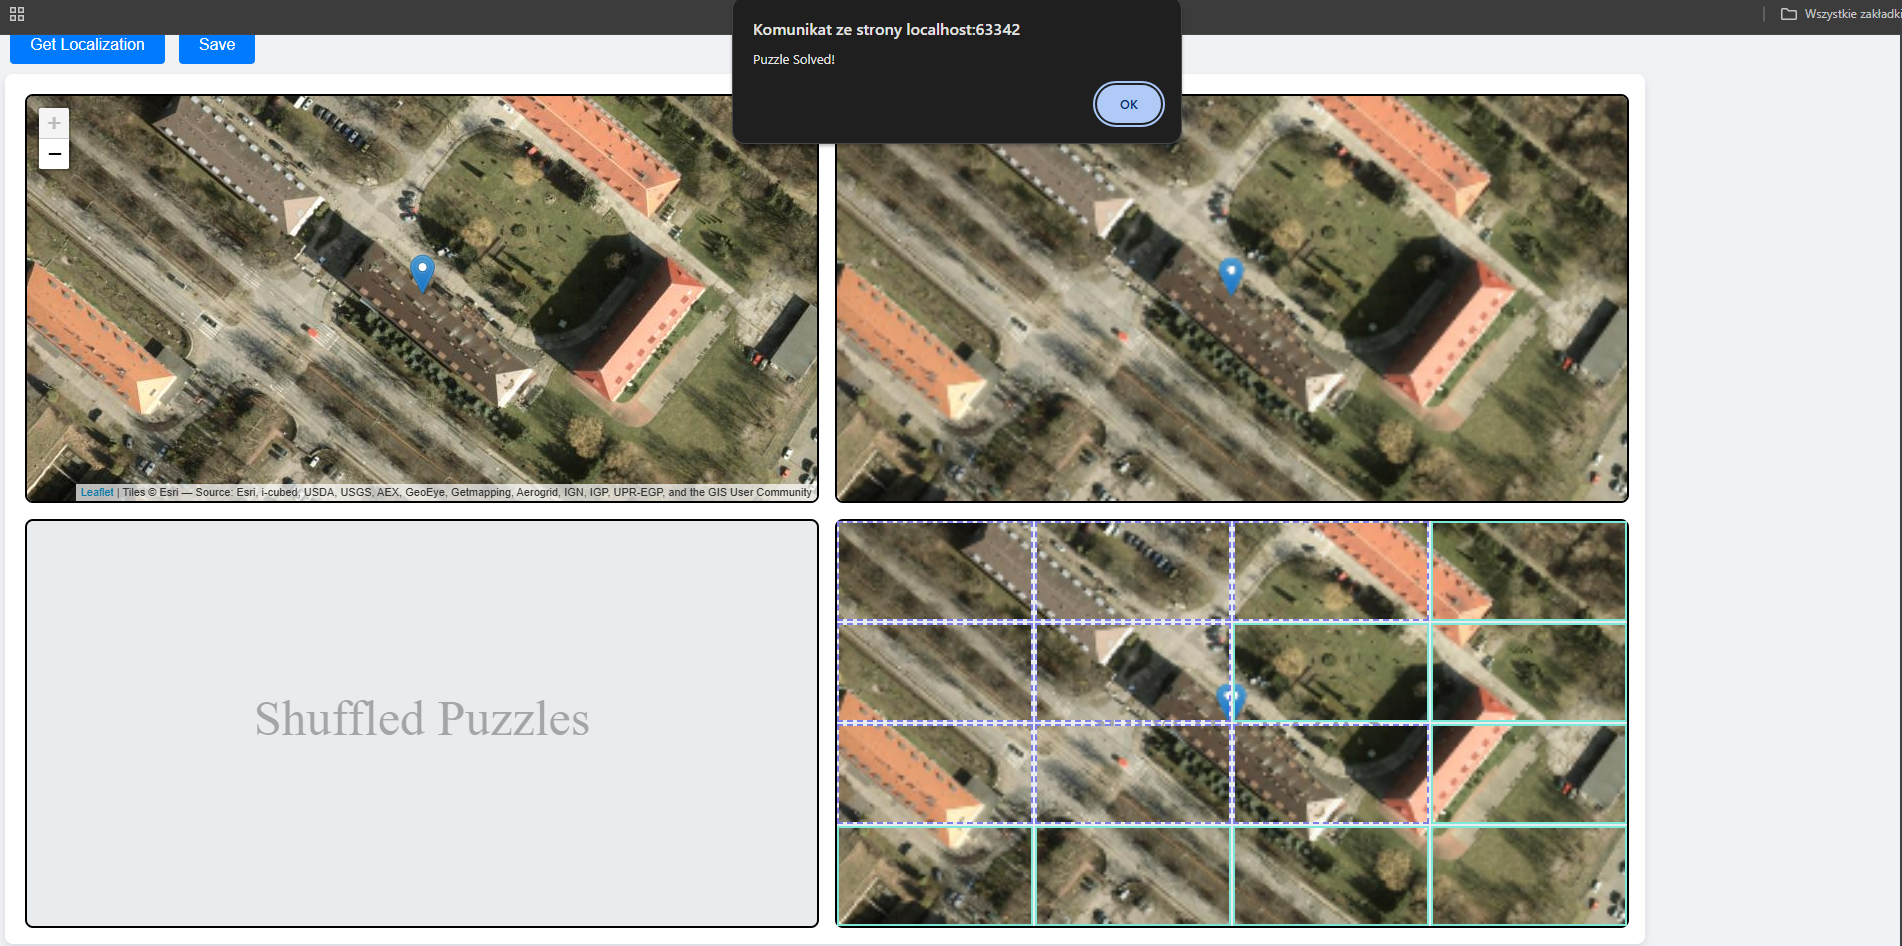 Wszystkie zakładki
Get Localization
Save
Komunikat ze strony localhost:63342
Puzzle Solved!
OK
+
−
Leaflet | Tiles © Esri — Source: Esri, i-cubed, USDA, USGS, AEX, GeoEye, Getmapping, Aerogrid, IGN, IGP, UPR-EGP, and the GIS User Community
Shuffled Puzzles